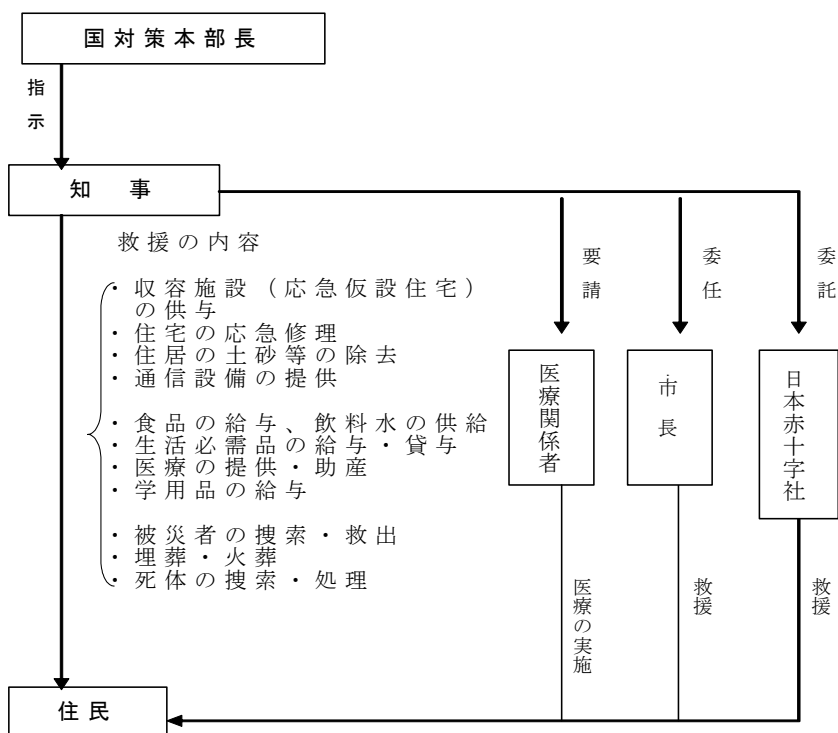 国対策本部長
指示
知　事
救援の内容
・収容施設（応急仮設住宅）
の供与
・住宅の応急修理
・住居の土砂等の除去
・通信設備の提供
・食品の給与、飲料水の供給
・生活必需品の給与・貸与
・医療の提供・助産
・学用品の給与
・被災者の捜索・救出
・埋葬・火葬
・死体の捜索・処理
要請
委任
委託
医療関係者
市長
日本赤十字社
医療の実施
救援
救援
住民